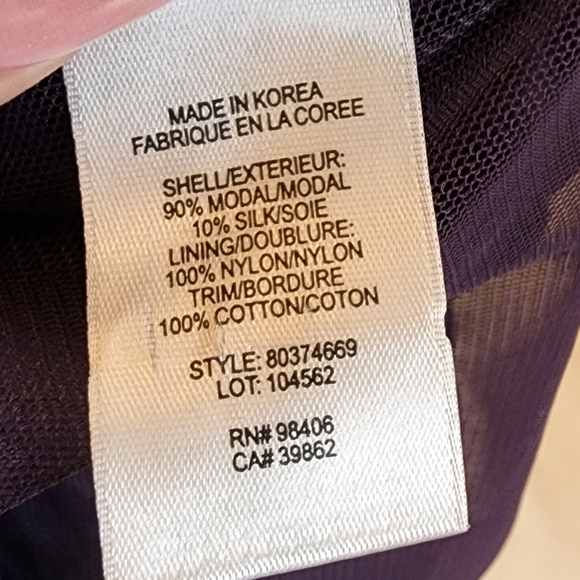 MADE IN KOREA
FABRIQUE EN LA COREE
SHELL/EXTERIEUR:
90% MODAL/MODAL
10% SILK/SOIE
LINING/DOUBLURE:
100% NYLON/NYLON
TRIM/BORDURE
100% COTTON/COTON
STYLE: 80374669
LOT: 104562
RN# 98406
CA# 39862